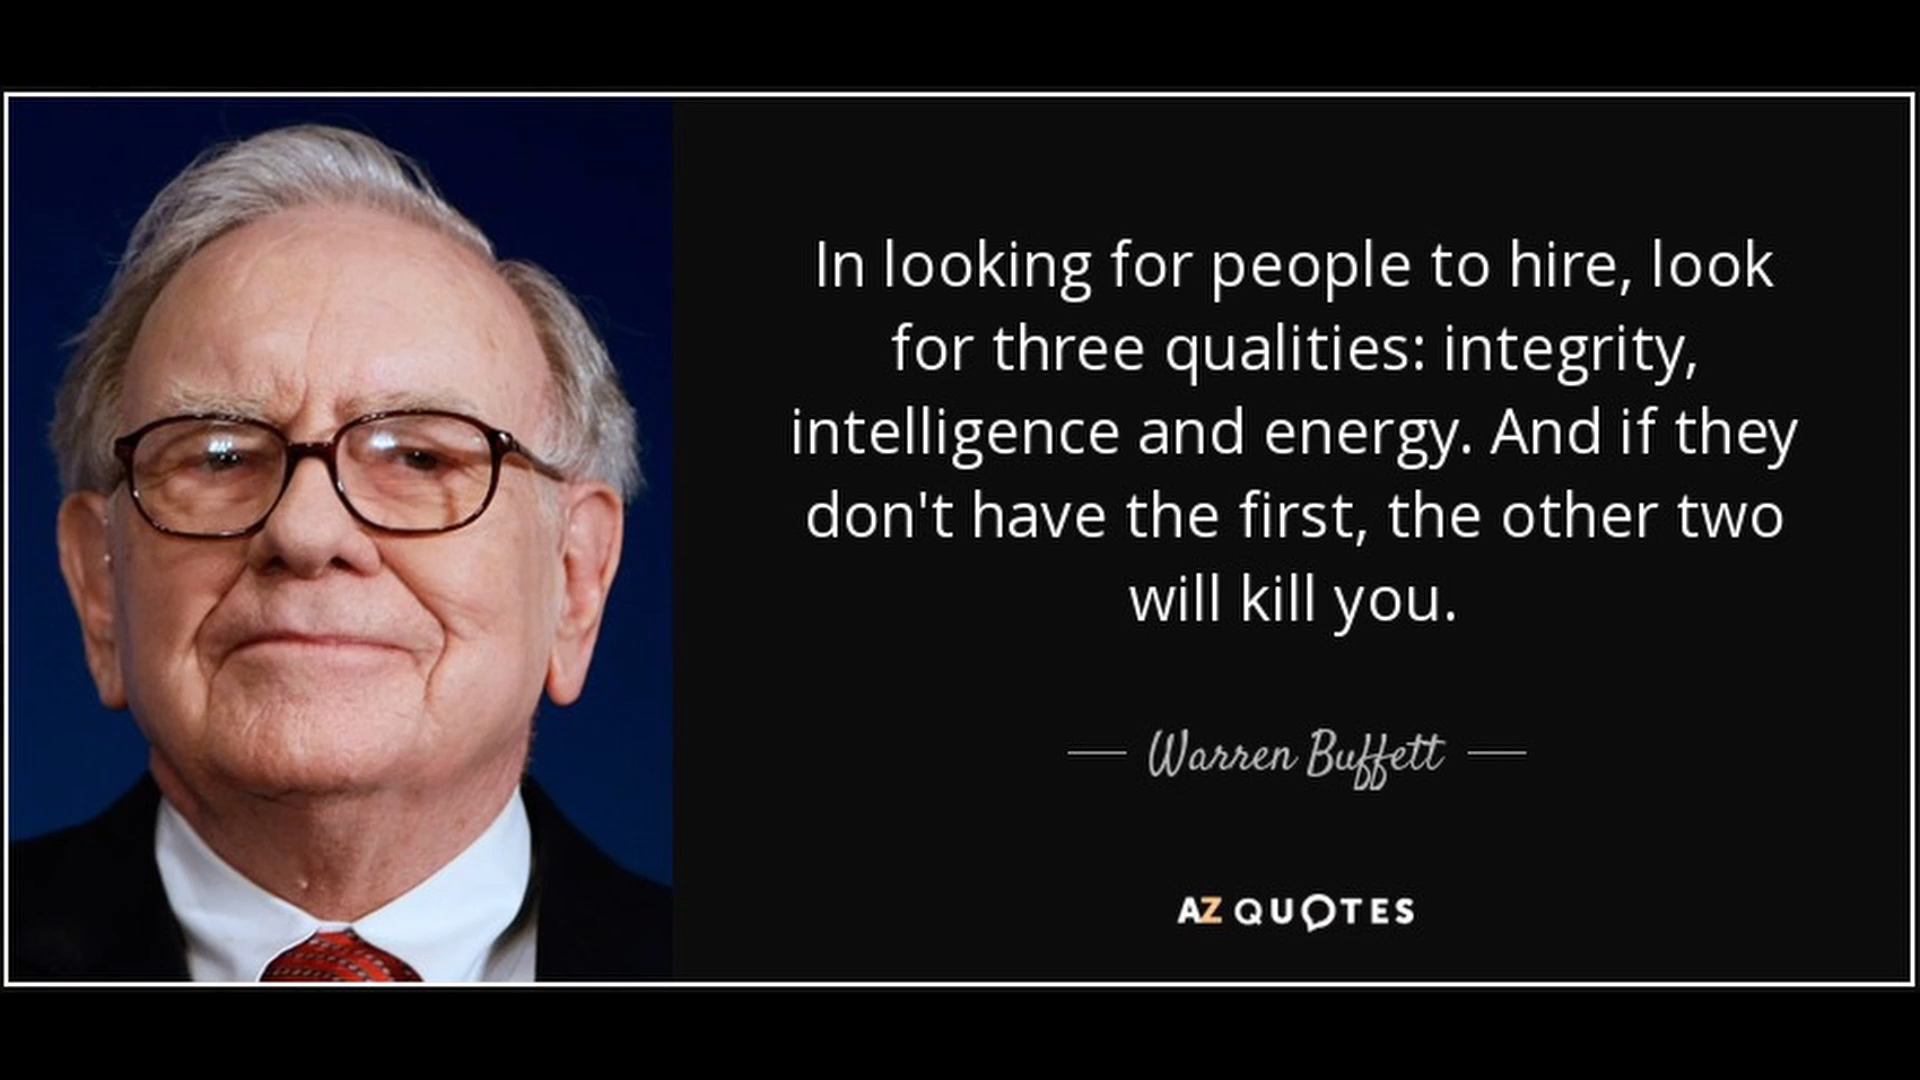 In looking for people to hire, look
for three qualities: integrity,
intelligence and energy. And if they
don't have the first, the other two
will kill you.
Warren Buffett
AZ QUOTES